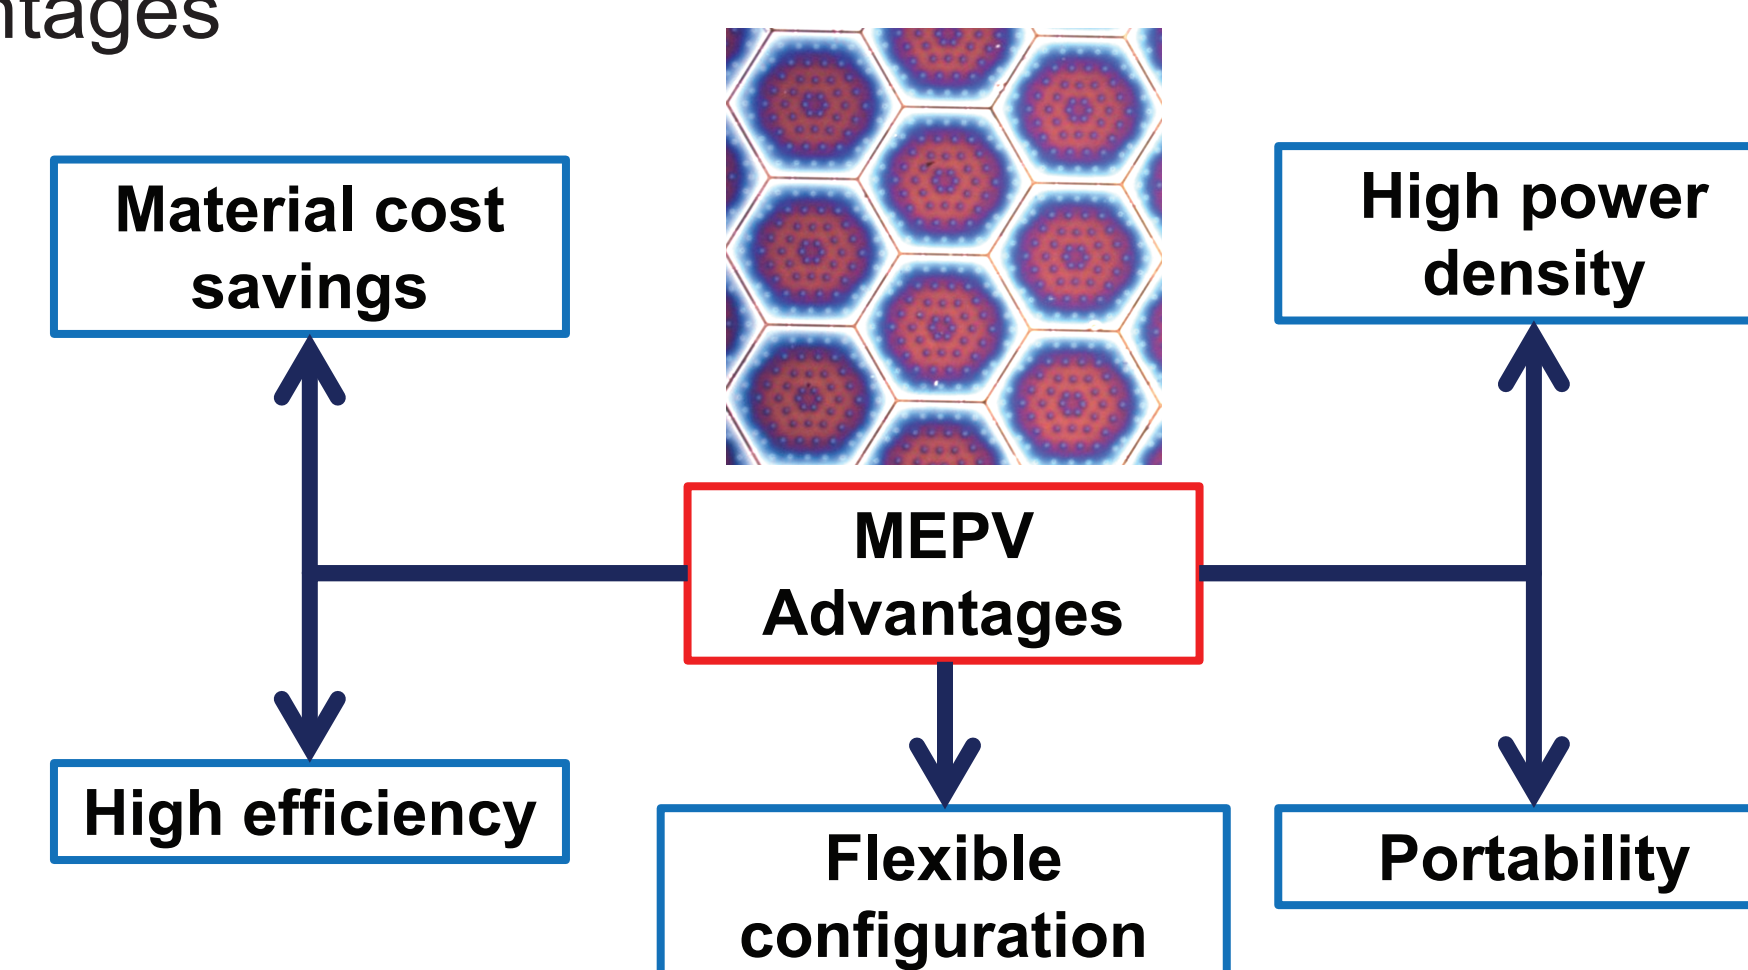 Material cost
savings
High power
density
MEPV
Advantages
High efficiency
Flexible
configuration
Portability